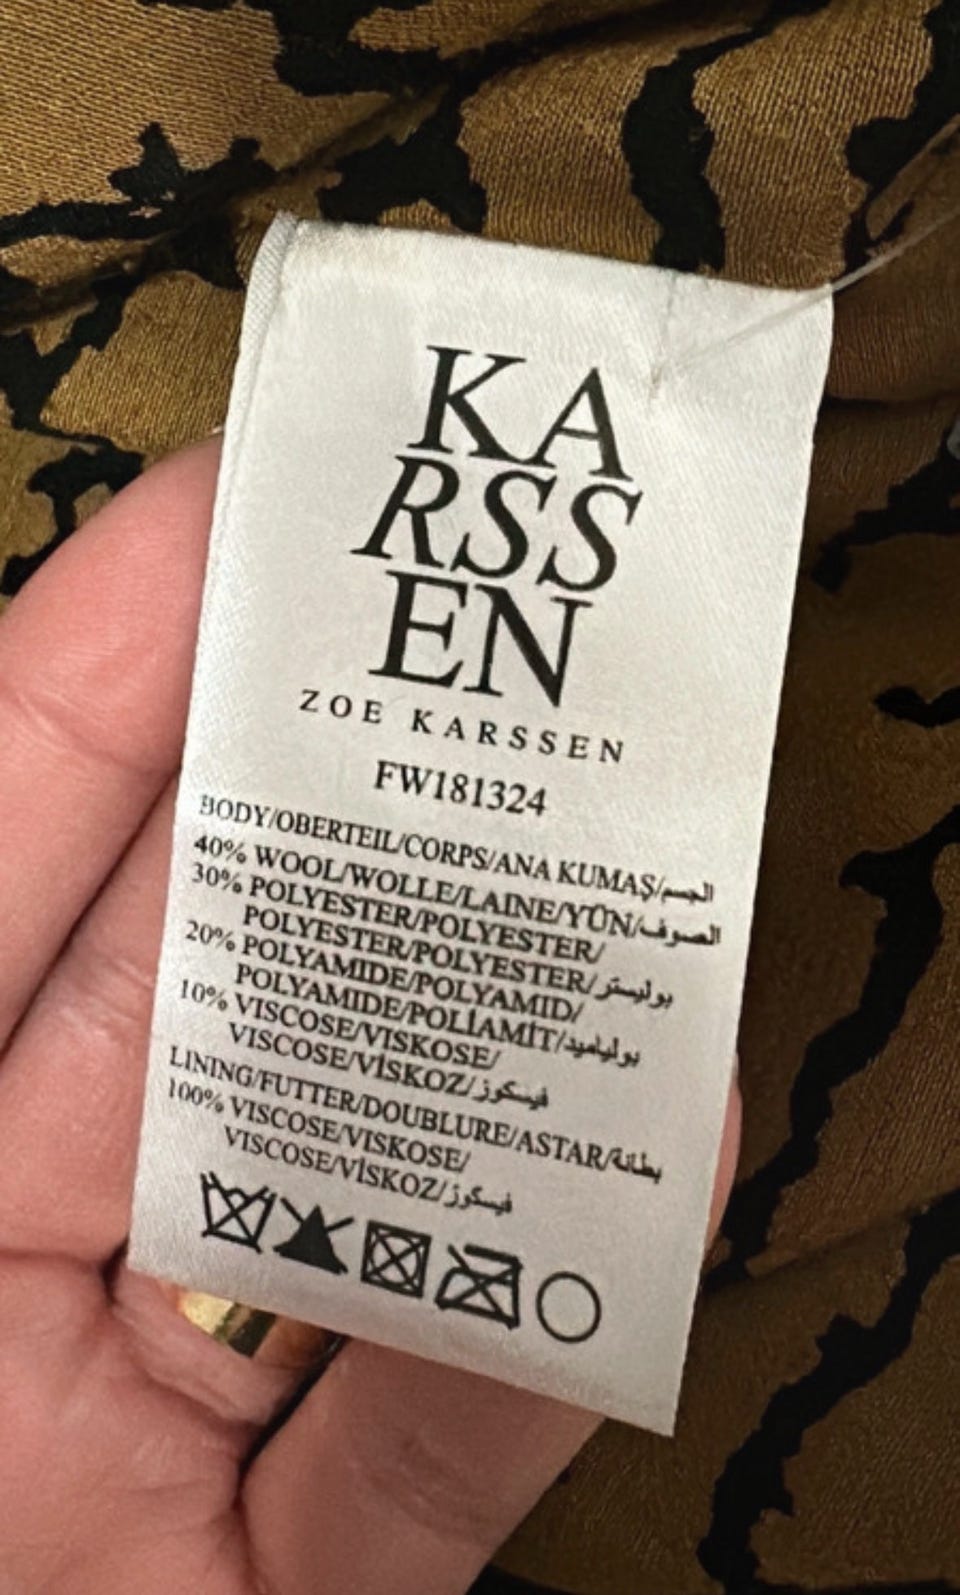 KA
RSS
EN
ZOE KARSSEN
FW181324
BODY/OBERTEIL/CORPS/ANA KUMAŞ/الجسم
40% WOOL/WOLLE/LAINE/YÜN/الصوف
30% POLYESTER/POLYESTER/
POLYESTER/POLYESTER/بوليستر
20% POLYAMIDE/POLYAMID/
POLYAMIDE/POLİAMİT/بولياميد
10% VISCOSE/VISKOSE/
VISCOSE/VİSKOZ/فيسكوز
LINING/FUTTER/DOUBLURE/ASTAR/بطانة
100% VISCOSE/VISKOSE/
VISCOSE/VİSKOZ/فيسكوز